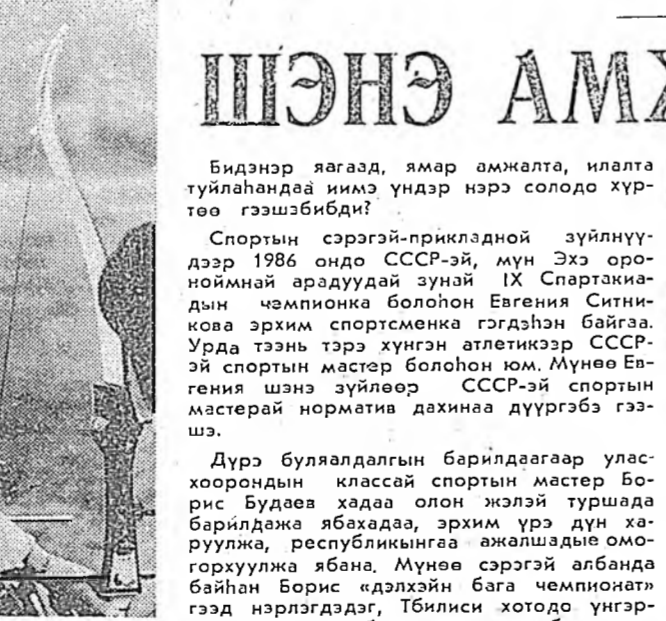 ШЭНЭ АМЖ
Бидэнэр яагаад, ямар амжалта, илалта
туйлаһандаа иимэ үндэр нэрэ солодо хүр-
төө гээшэбибди?
Спортын сэрэгэй-прикладной зүйлнүү-
дээр 1986 ондо СССР-эй, мүн Эхэ оро-
ноймнай арадуудай зунай IX Спартакиа-
дын чемпионка болоһон Евгения Ситни-
кова эрхим спортсменка гэгдэһэн байгаа.
Урда тээнь тэрэ хүнгэн атлетикээр СССР-
эй спортын мастер болоһон юм. Мүнөө Ев-
гения шэнэ зүйлөөр СССР-эй спортын
мастерай норматив дахинаа дүүргэбэ гээ-
шэ.
Дүрэ буляалдалгын барилдаагаар улас-
хоорондын классай спортын мастер Бо-
рис Будаев хадаа олон жэлэй туршада
барилдажа ябахадаа, эрхим үрэ дүн ха-
руулжа, республикынгаа ажалшадые омо-
горхуулжа ябана. Мүнөө сэрэгэй албанда
байһан Борис «дэлхэйн бага чемпионат»
гээд нэрлэгдэдэг, Тбилиси хотодо үнгэр-